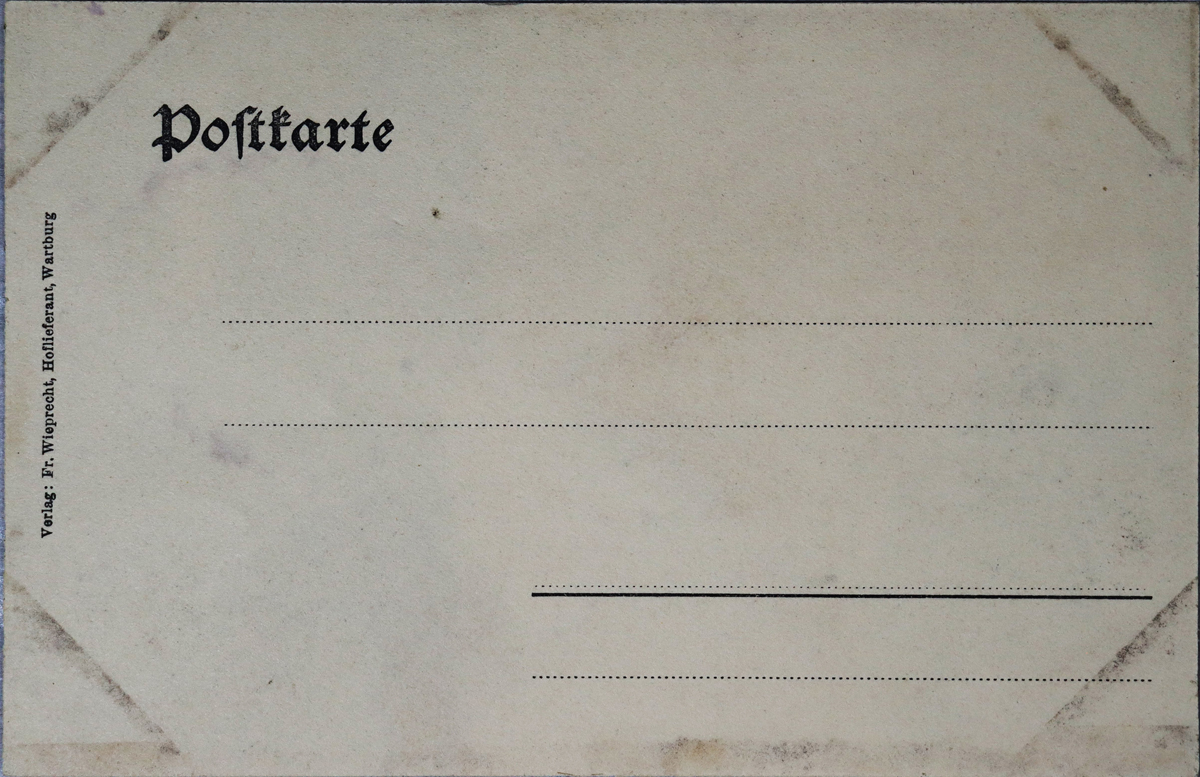 Poſtkarte
Verlag: Fr. Wieprecht, Hoflieferant, Wartburg